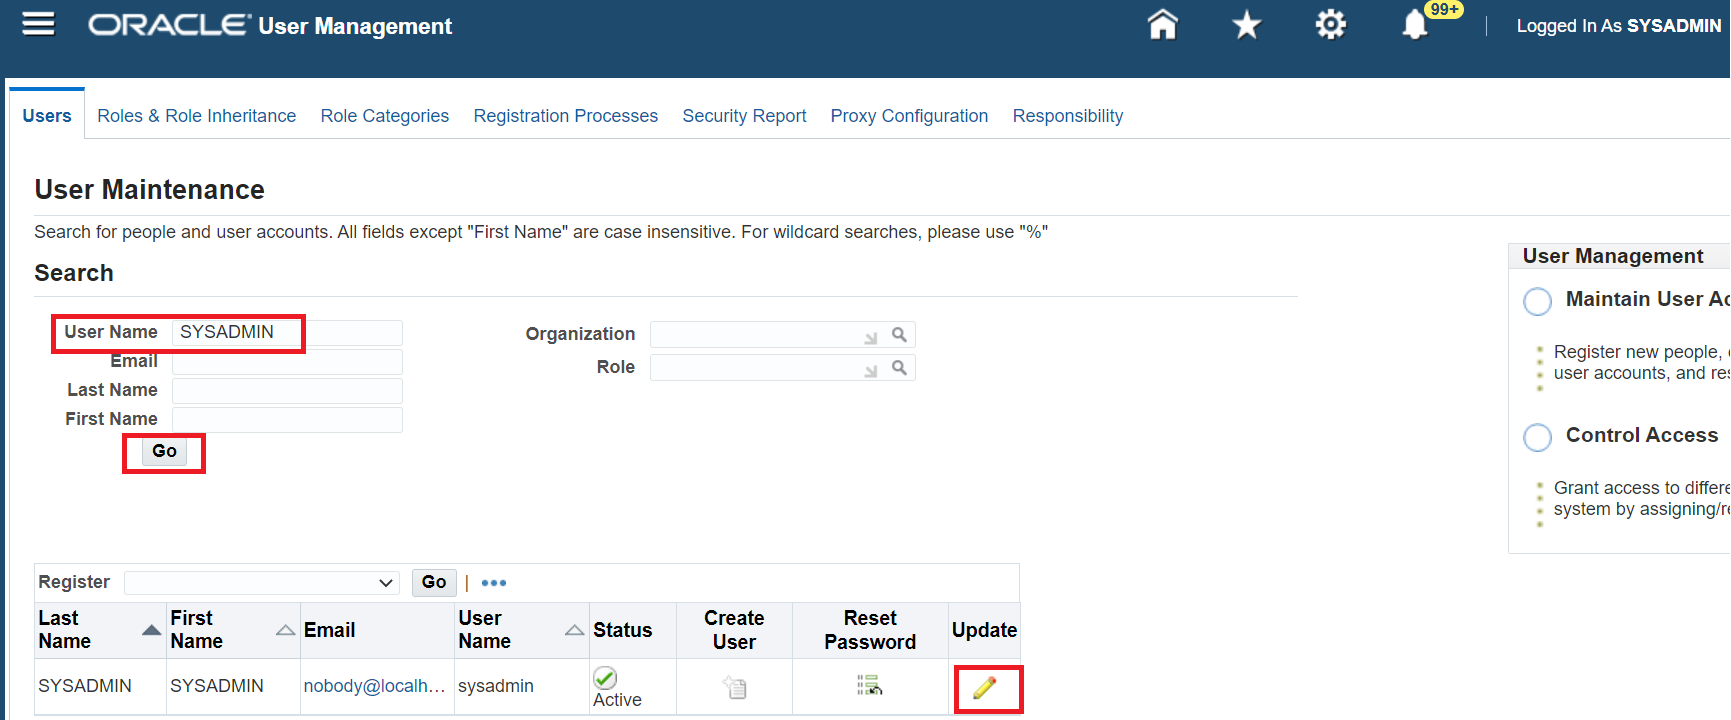 ORACLE User Management
99+
Logged In As SYSADMIN
Users Roles & Role Inheritance Role Categories Registration Processes Security Report Proxy Configuration Responsibility
User Maintenance
Search for people and user accounts. All fields except "First Name" are case insensitive. For wildcard searches, please use "%"
Search
User Name SYSADMIN
Email
Last Name
First Name
Go
Organization
Role
User Management
Maintain User Ac
Register new people,
user accounts, and res
Control Access
Grant access to differe
system by assigning/re
Register Go | •••
Last Name First Name Email User Name Status Create User Reset Password Update
SYSADMIN SYSADMIN nobody@localh... sysadmin Active